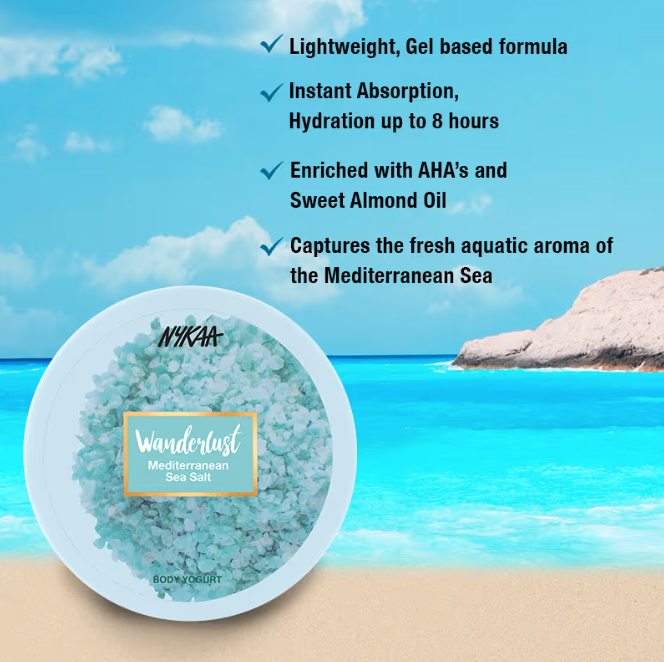 Lightweight, Gel based formula
Instant Absorption,
Hydration up to 8 hours
Enriched with AHA's and
Sweet Almond Oil
Captures the fresh aquatic aroma of
the Mediterranean Sea
NYKAA
Wanderlust
Mediterranean
Sea Salt
BODY YOGURT